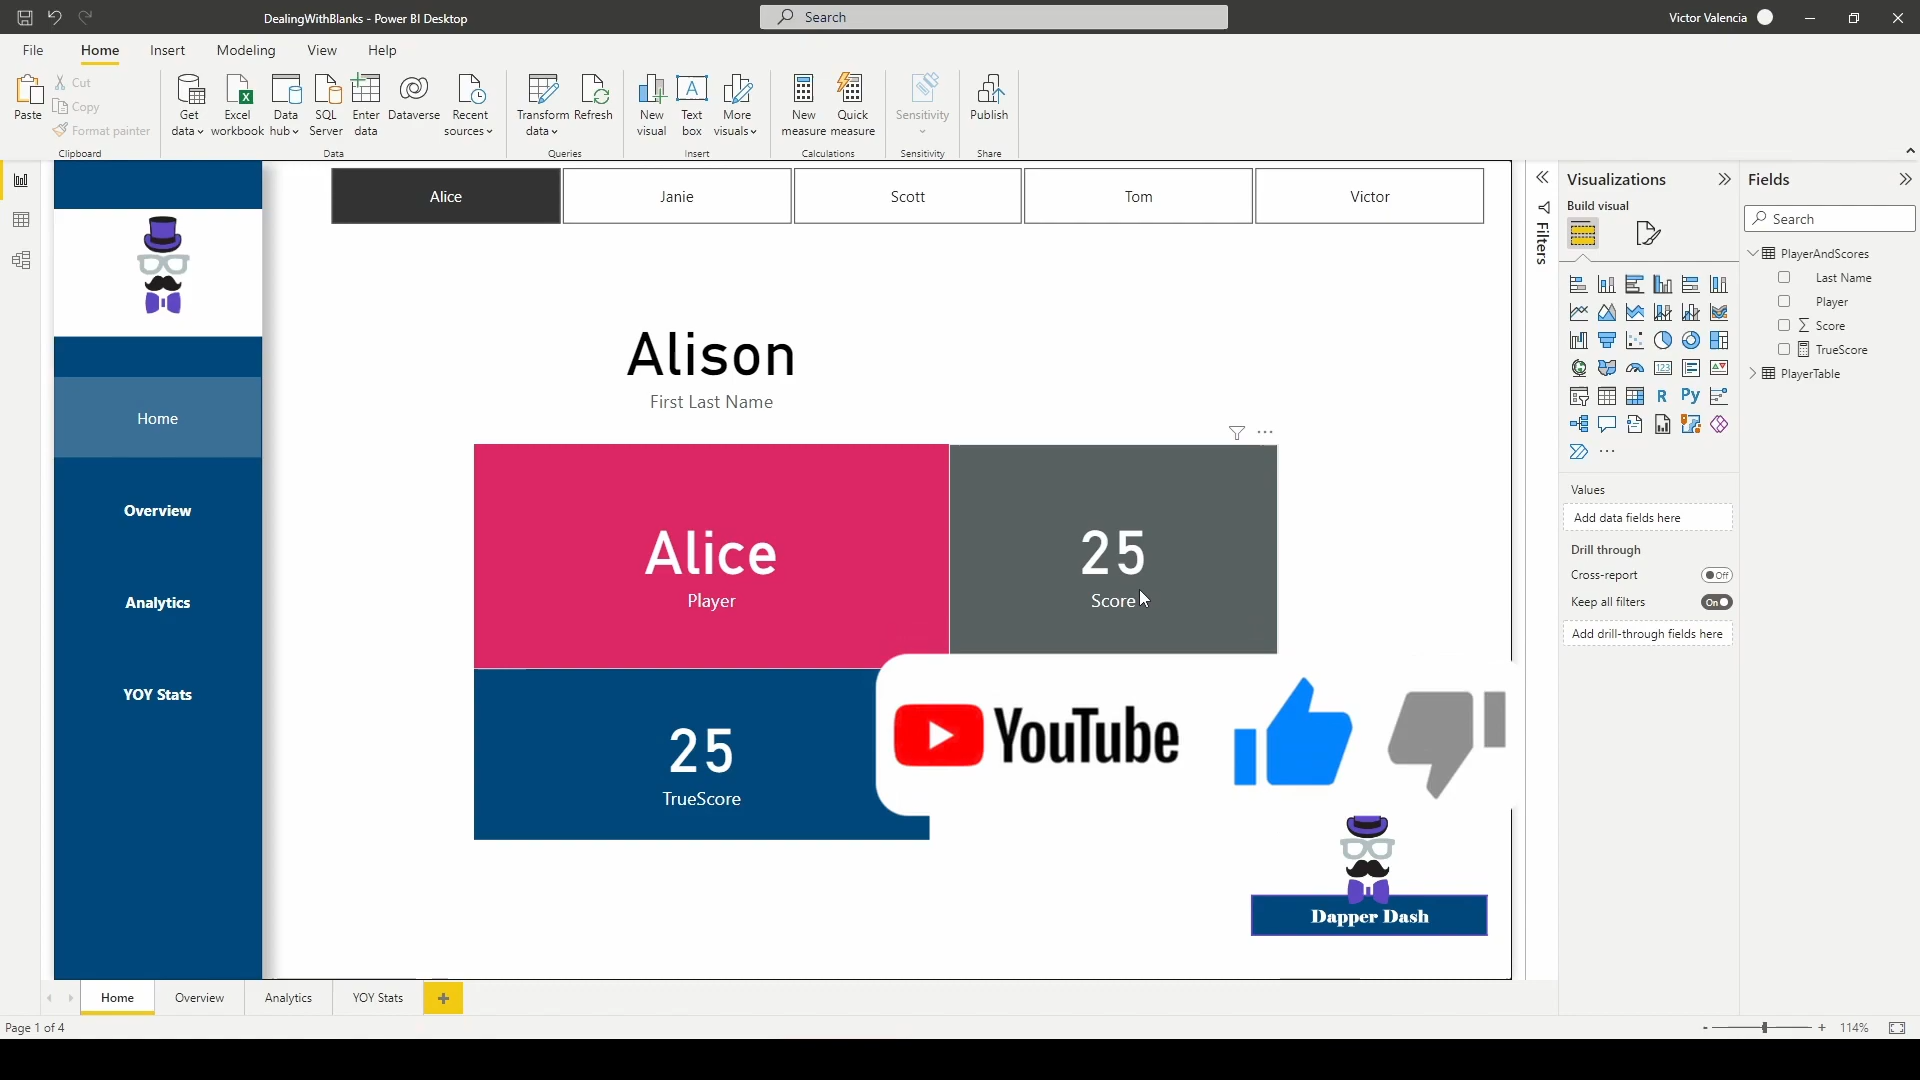 DealingWithBlanks - Power BI Desktop
Search
Victor Valencia
File Home Insert Modeling View Help
Paste
Cut
Copy
Format painter
Clipboard
Get data
Excel workbook
Data hub
SQL Server
Enter data
Dataverse
Recent sources
Data
Transform data
Refresh
Queries
New visual
Text box
More visuals
Insert
New measure
Quick measure
Calculations
Sensitivity
Sensitivity
Publish
Share
Alice Janie Scott Tom Victor
Home
Overview
Analytics
YOY Stats
Alison
First Last Name
Alice
Player
25
Score
25
TrueScore
YouTube
Dapper Dash
Filters
Visualizations
Build visual
123
R Py
Values
Add data fields here
Drill through
Cross-report Off
Keep all filters On
Add drill-through fields here
Fields
Search
PlayerAndScores
Last Name
Player
Σ Score
TrueScore
PlayerTable
Home Overview Analytics YOY Stats +
Page 1 of 4
- + 114%